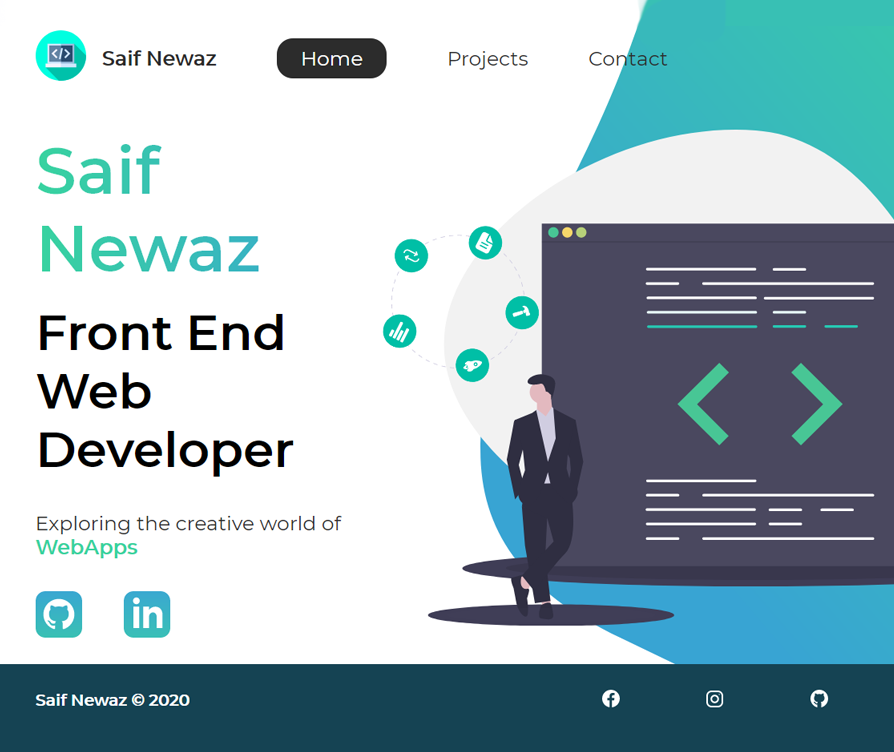 Saif Newaz
Home
Projects
Contact
Saif
Newaz
Front End
Web
Developer
Exploring the creative world of
WebApps
in
Saif Newaz © 2020